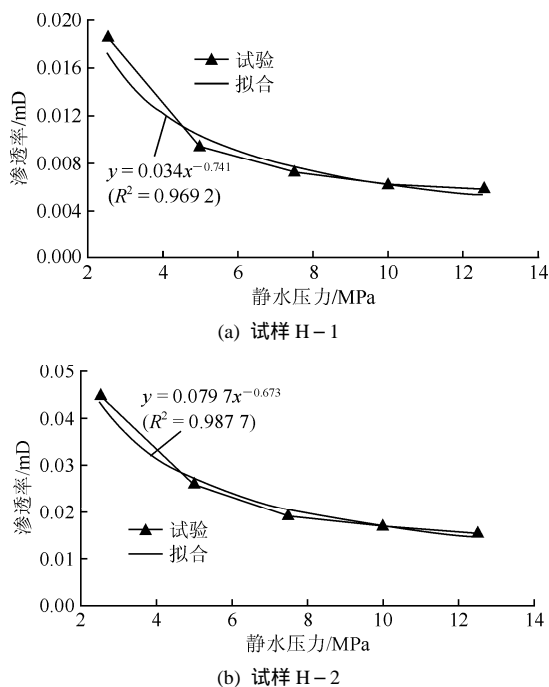 0.020
0.016
0.012
0.008
0.004
0.000
渗透率/mD
试验
拟合
y = 0.034x^−0.741
(R² = 0.969 2)
2 4 6 8 10 12 14
静水压力/MPa
(a) 试样 H－1
0.05
0.04
0.03
0.02
0.01
0.00
渗透率/mD
y = 0.079 7x^−0.673
(R² = 0.987 7)
试验
拟合
2 4 6 8 10 12 14
静水压力/MPa
(b) 试样 H－2